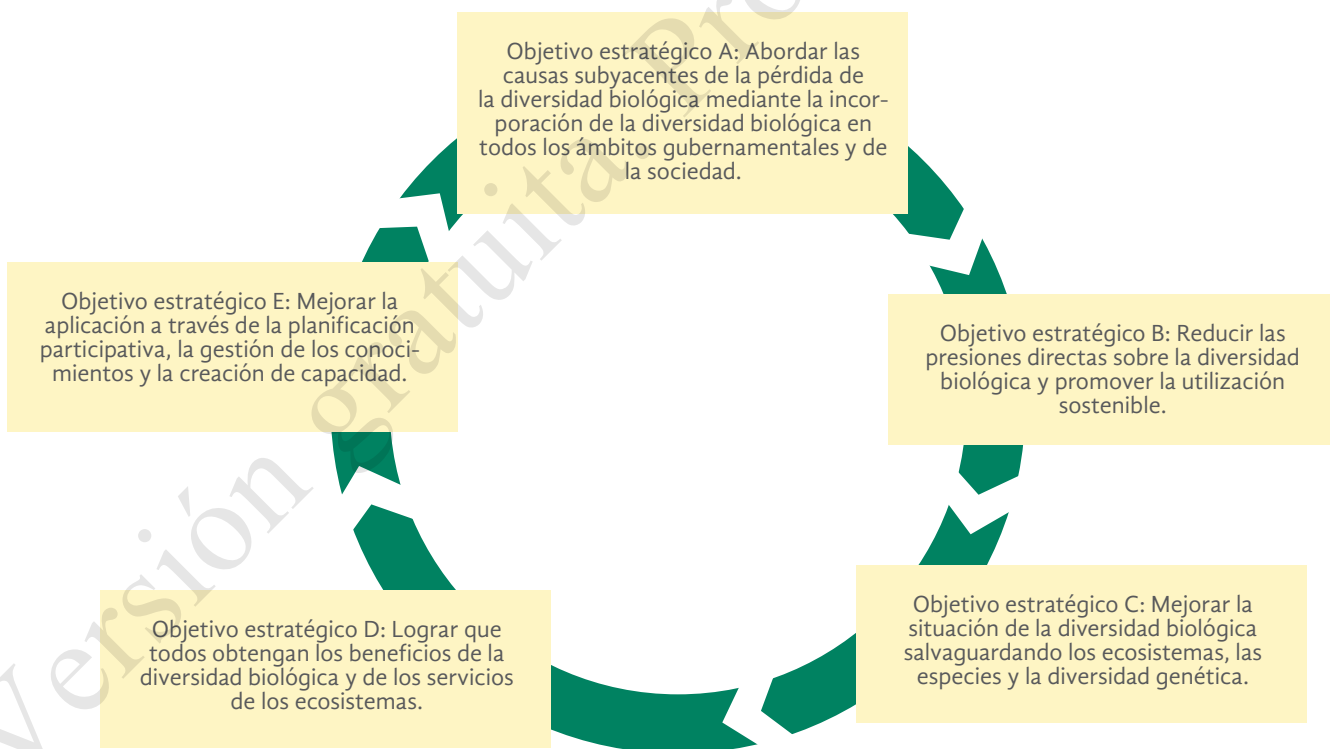 Objetivo estratégico A: Abordar las
causas subyacentes de la pérdida de
la diversidad biológica mediante la incor-
poración de la diversidad biológica en
todos los ámbitos gubernamentales y de
la sociedad.
Objetivo estratégico B: Reducir las
presiones directas sobre la diversidad
biológica y promover la utilización
sostenible.
Objetivo estratégico C: Mejorar la
situación de la diversidad biológica
salvaguardando los ecosistemas, las
especies y la diversidad genética.
Objetivo estratégico D: Lograr que
todos obtengan los beneficios de la
diversidad biológica y de los servicios
de los ecosistemas.
Objetivo estratégico E: Mejorar la
aplicación a través de la planificación
participativa, la gestión de los conoci-
mientos y la creación de capacidad.
Versión gratuita.